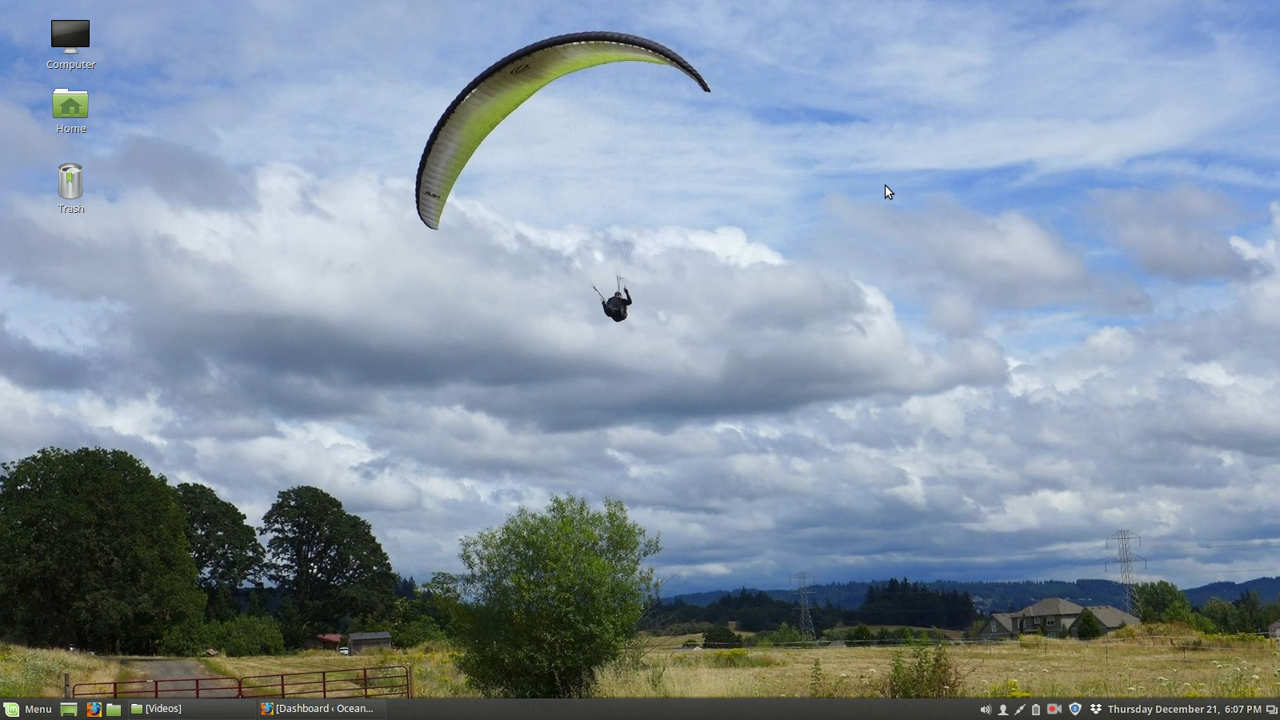 Computer
Home
Trash
Menu
[Videos]
[Dashboard ‹ Ocean...
Thursday December 21, 6:07 PM